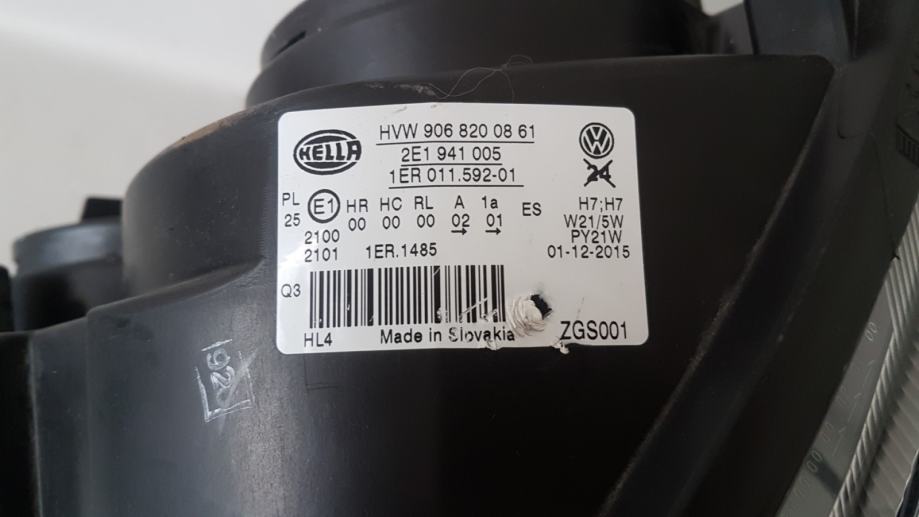 HELLA
HVW 906 820 08 61
2E1 941 005
1ER 011.592-01
VW
24
PL
25
E1
HR HC RL A 1a
00 00 00 02 01
→ →
ES
H7;H7
W21/5W
PY21W
01-12-2015
2100
2101 1ER.1485
Q3
HL4
Made in Slovakia
ZGS001